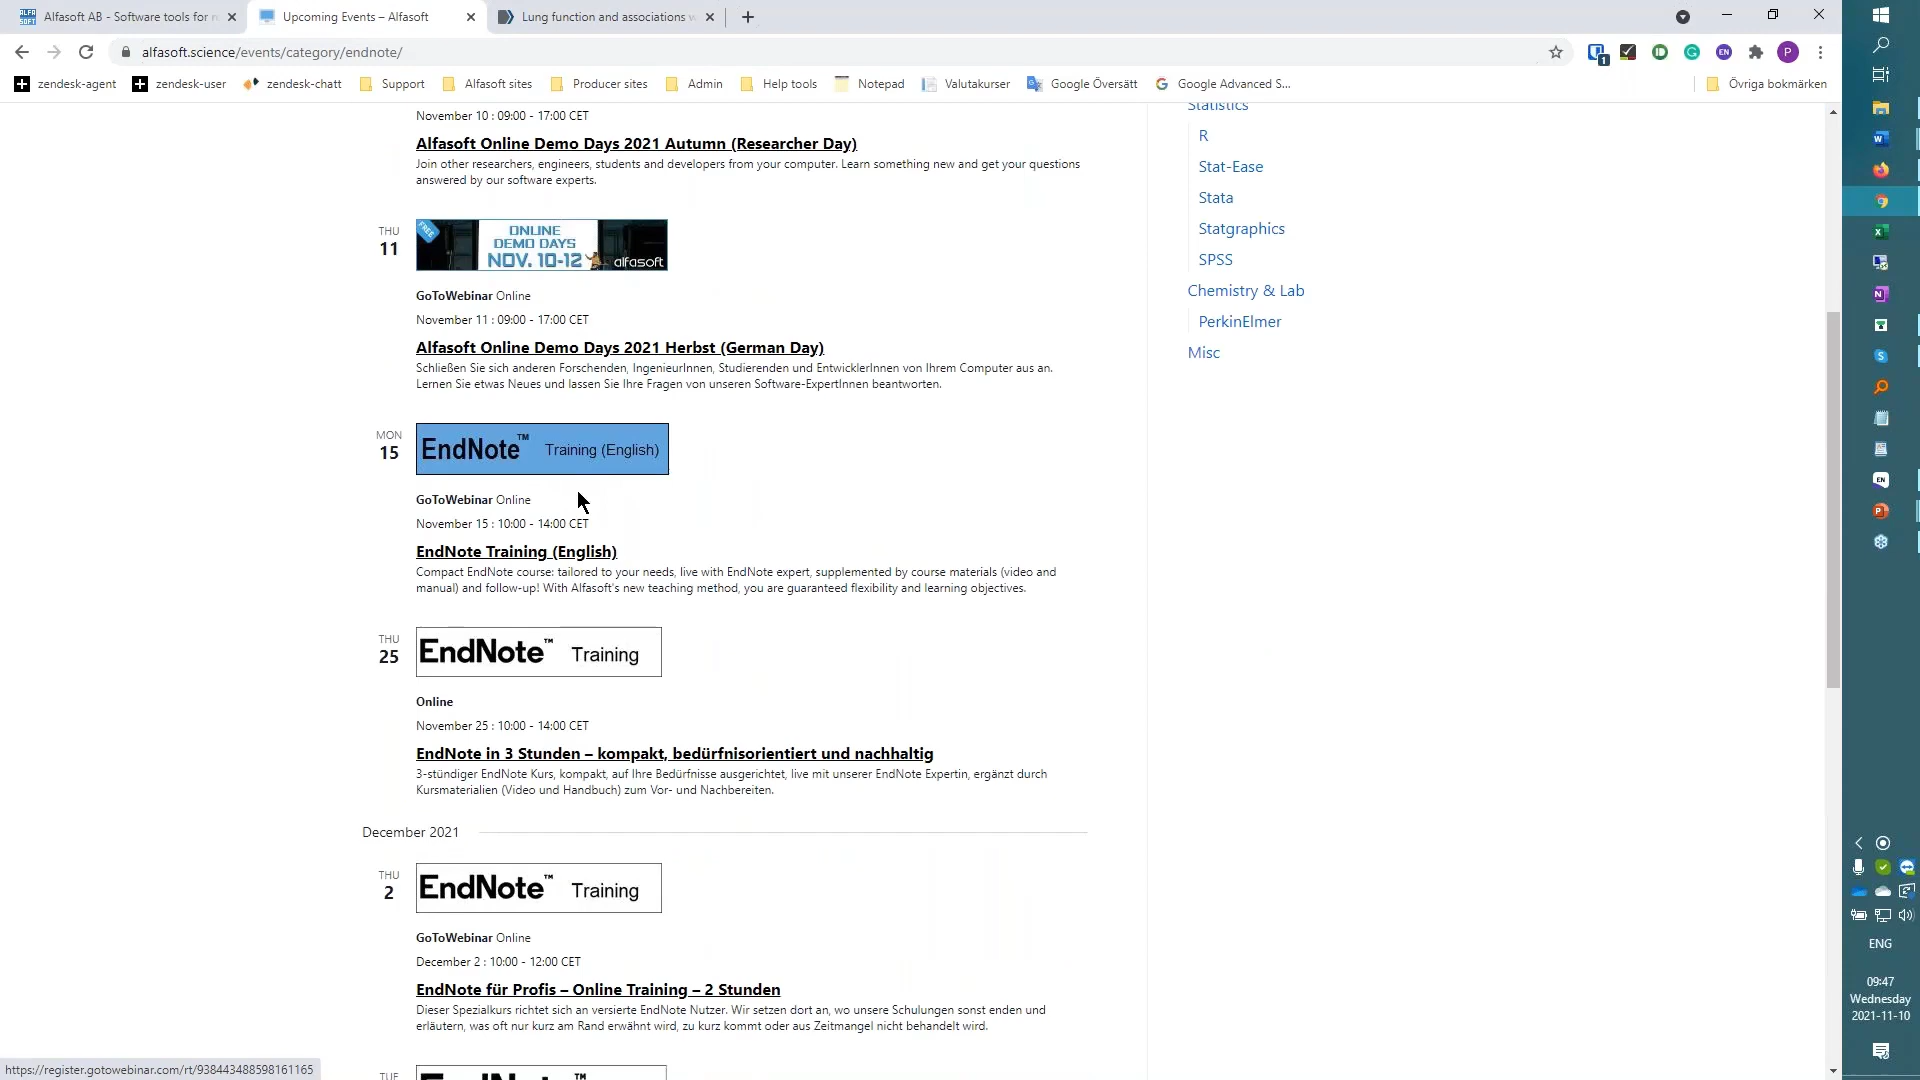 Alfasoft AB - Software tools for r
Upcoming Events – Alfasoft
Lung function and associations
alfasoft.science/events/category/endnote/
1
EN
P
zendesk-agent
zendesk-user
zendesk-chatt
Support
Alfasoft sites
Producer sites
Admin
Help tools
Notepad
Valutakurser
Google Översätt
Google Advanced S...
Övriga bokmärken
November 10 : 09:00 - 17:00 CET
Alfasoft Online Demo Days 2021 Autumn (Researcher Day)
Join other researchers, engineers, students and developers from your computer. Learn something new and get your questions
answered by our software experts.
THU
11
FREE
ONLINE
DEMO DAYS
NOV. 10-12
alfasoft
GoToWebinar Online
November 11 : 09:00 - 17:00 CET
Alfasoft Online Demo Days 2021 Herbst (German Day)
Schließen Sie sich anderen Forschenden, IngenieurInnen, Studierenden und EntwicklerInnen von Ihrem Computer aus an.
Lernen Sie etwas Neues und lassen Sie Ihre Fragen von unseren Software-ExpertInnen beantworten.
MON
15
EndNote™ Training (English)
GoToWebinar Online
November 15 : 10:00 - 14:00 CET
EndNote Training (English)
Compact EndNote course: tailored to your needs, live with EndNote expert, supplemented by course materials (video and
manual) and follow-up! With Alfasoft's new teaching method, you are guaranteed flexibility and learning objectives.
THU
25
EndNote™ Training
Online
November 25 : 10:00 - 14:00 CET
EndNote in 3 Stunden – kompakt, bedürfnisorientiert und nachhaltig
3-stündiger EndNote Kurs, kompakt, auf Ihre Bedürfnisse ausgerichtet, live mit unserer EndNote Expertin, ergänzt durch
Kursmaterialien (Video und Handbuch) zum Vor- und Nachbereiten.
December 2021
THU
2
EndNote™ Training
GoToWebinar Online
December 2 : 10:00 - 12:00 CET
EndNote für Profis – Online Training – 2 Stunden
Dieser Spezialkurs richtet sich an versierte EndNote Nutzer. Wir setzen dort an, wo unsere Schulungen sonst enden und
erläutern, was oft nur kurz am Rand erwähnt wird, zu kurz kommt oder aus Zeitmangel nicht behandelt wird.
TUE
https://register.gotowebinar.com/rt/938443488598161165
Statistics
R
Stat-Ease
Stata
Statgraphics
SPSS
Chemistry & Lab
PerkinElmer
Misc
ENG
09:47
Wednesday
2021-11-10